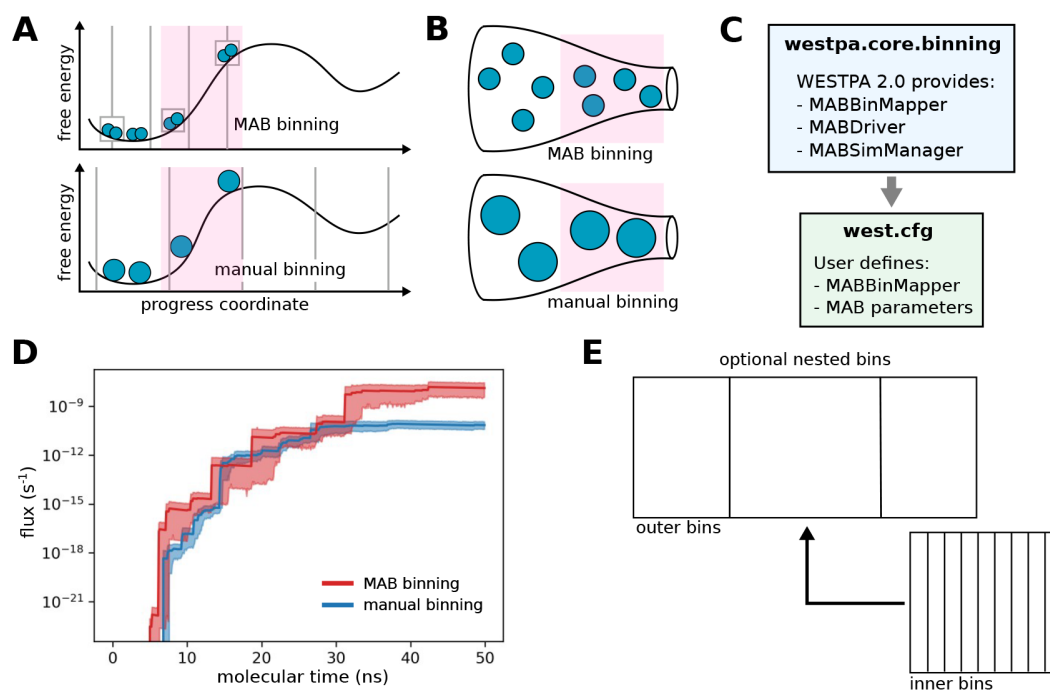 A
free energy
MAB binning
free energy
manual binning
progress coordinate
B
MAB binning
manual binning
C
westpa.core.binning
WESTPA 2.0 provides:
- MABBinMapper
- MABDriver
- MABSimManager
west.cfg
User defines:
- MABBinMapper
- MAB parameters
D
flux (s⁻¹)
10⁻⁹
10⁻¹²
10⁻¹⁵
10⁻¹⁸
10⁻²¹
MAB binning
manual binning
0 10 20 30 40 50
molecular time (ns)
E
optional nested bins
outer bins
inner bins